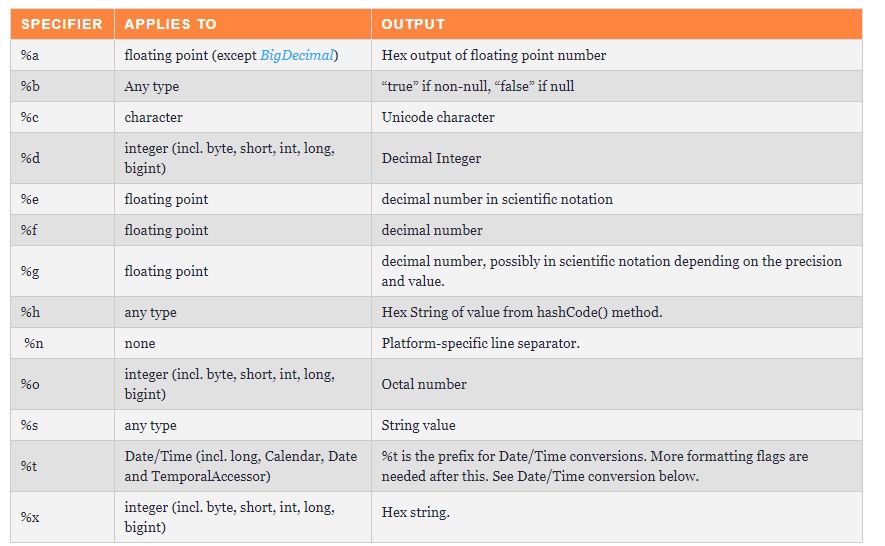 SPECIFIER APPLIES TO OUTPUT
%a floating point (except BigDecimal) Hex output of floating point number
%b Any type “true” if non-null, “false” if null
%c character Unicode character
%d integer (incl. byte, short, int, long,
bigint) Decimal Integer
%e floating point decimal number in scientific notation
%f floating point decimal number
%g floating point decimal number, possibly in scientific notation depending on the precision
and value.
%h any type Hex String of value from hashCode() method.
%n none Platform-specific line separator.
%o integer (incl. byte, short, int, long,
bigint) Octal number
%s any type String value
%t Date/Time (incl. long, Calendar, Date
and TemporalAccessor) %t is the prefix for Date/Time conversions. More formatting flags are
needed after this. See Date/Time conversion below.
%x integer (incl. byte, short, int, long,
bigint) Hex string.